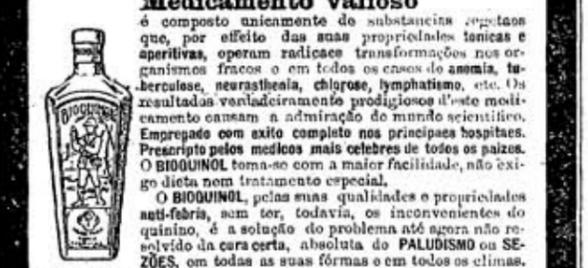 Medicamento valioso
é composto unicamente de substancias vegetaes
que, por effeito das suas propriedades tonicas e
aperitivas, operam radicaes transformações nos or-
ganismos fracos e em todos os casos de anemia, tu-
berculose, neurasthenia, chlorose, lymphatismo, etc. Os
resultados verdadeiramente prodigiosos d'este medi-
camento causam a admiração do mundo scientifico.
Empregado com exito completo nos principaes hospitaes.
Prescripto pelos medicos mais celebres de todos os paizes.
O BIOQUINOL toma-se com a maior facilidade, não exi-
ge dieta nem tratamento especial.
O BIOQUINOL, pelas suas qualidades e propriedades
anti-febris, sem ter, todavia, os inconvenientes do
quinino, é a solução do problema até agora não re-
solvido da cura certa, absoluta do PALUDISMO ou SE-
ZÕES, em todas as suas fórmas e em todos os climas.
BIOQUINOL